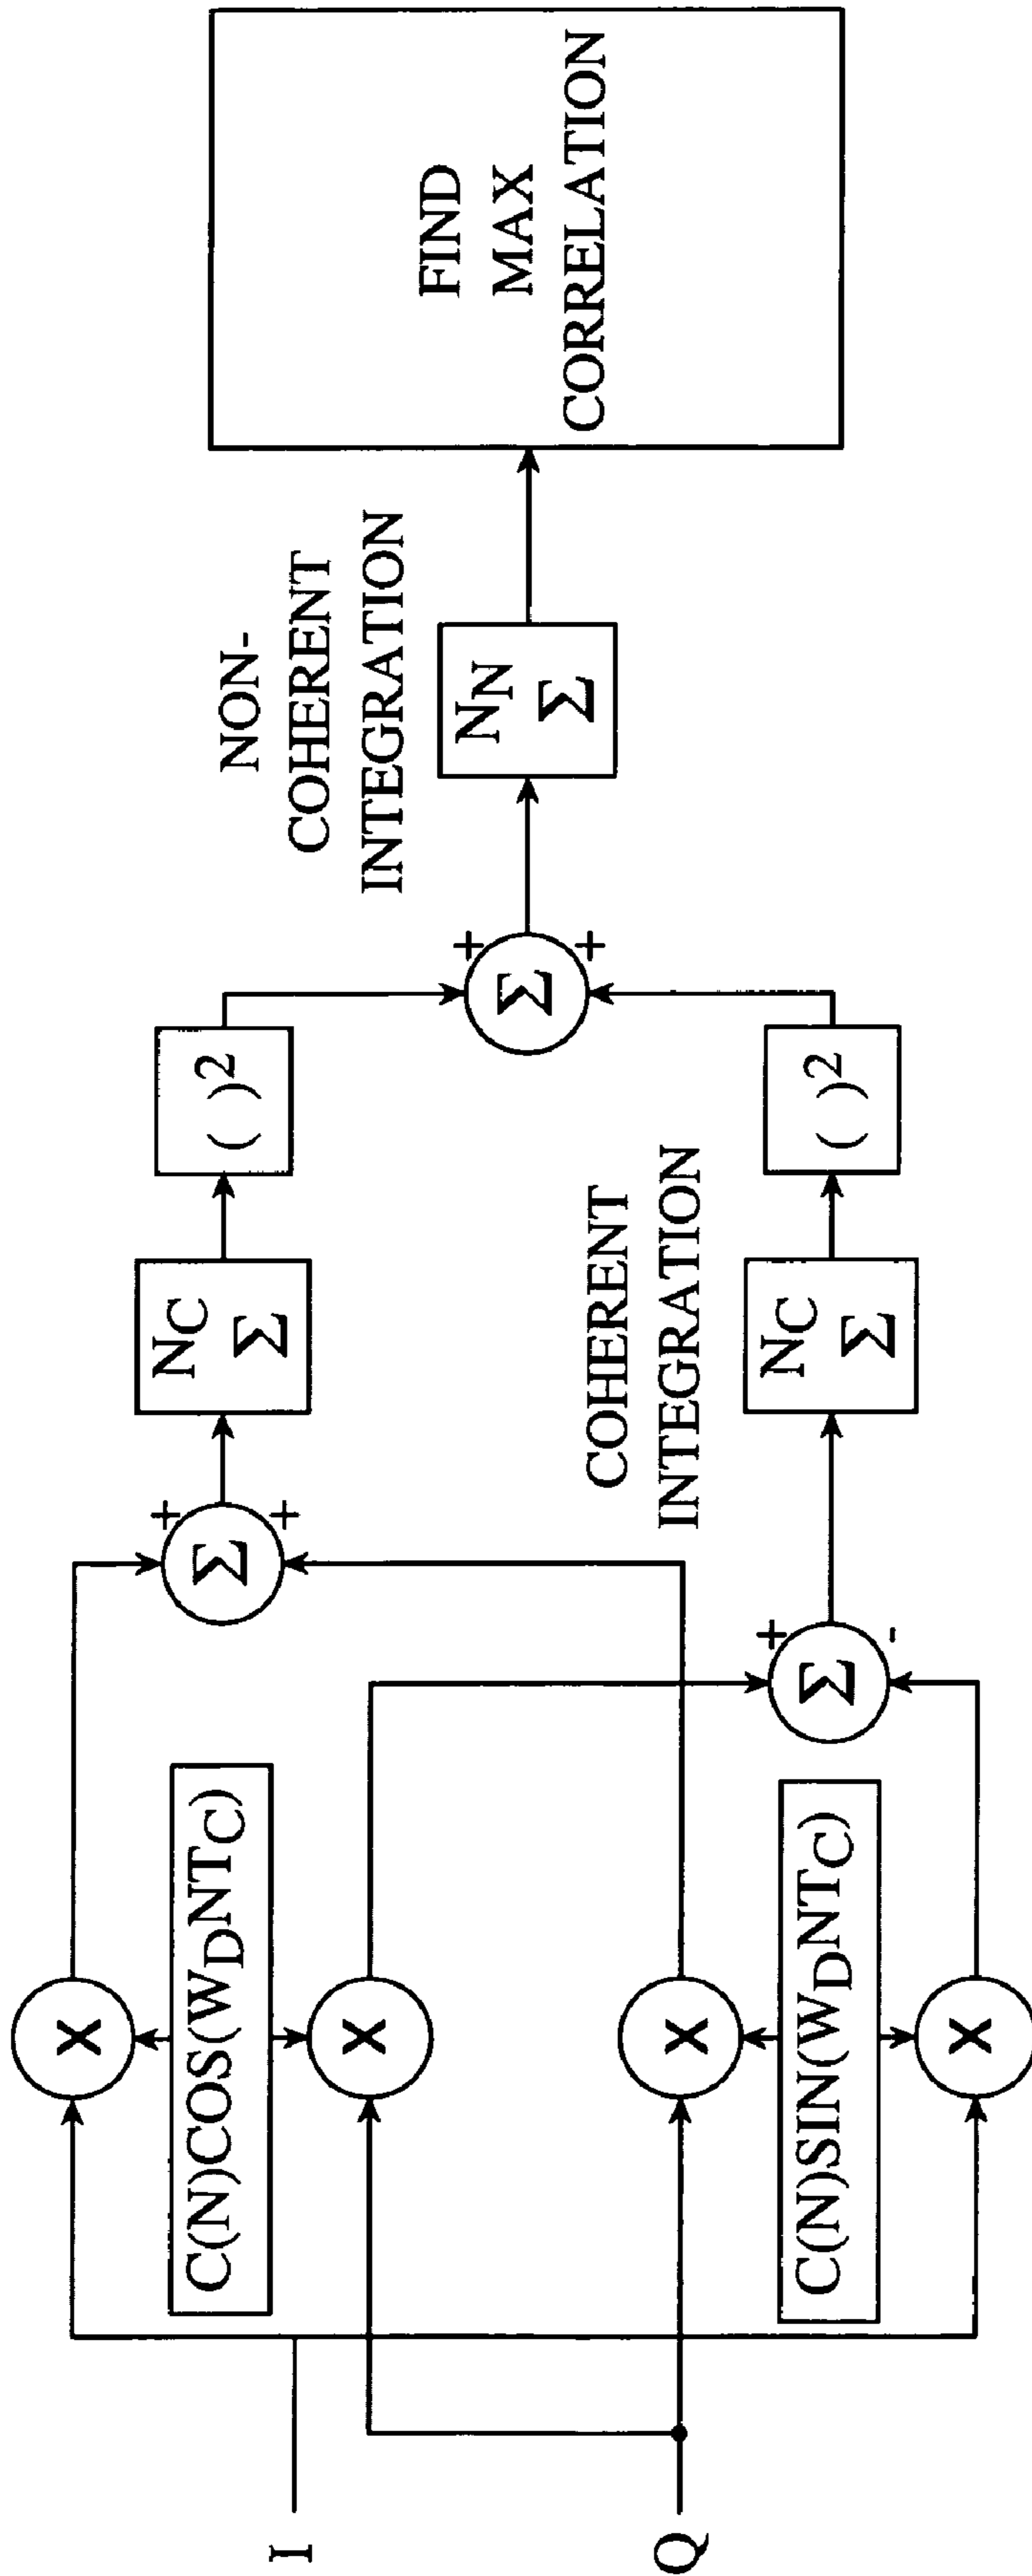 I
Q
X
C(N)COS(W_DNT_C)
X
X
C(N)SIN(W_DNT_C)
X
+
Σ
+
+
Σ
-
N_C
Σ
COHERENT
INTEGRATION
N_C
Σ
( )²
( )²
+
Σ
+
NON-
COHERENT
INTEGRATION
N_N
Σ
FIND
MAX
CORRELATION